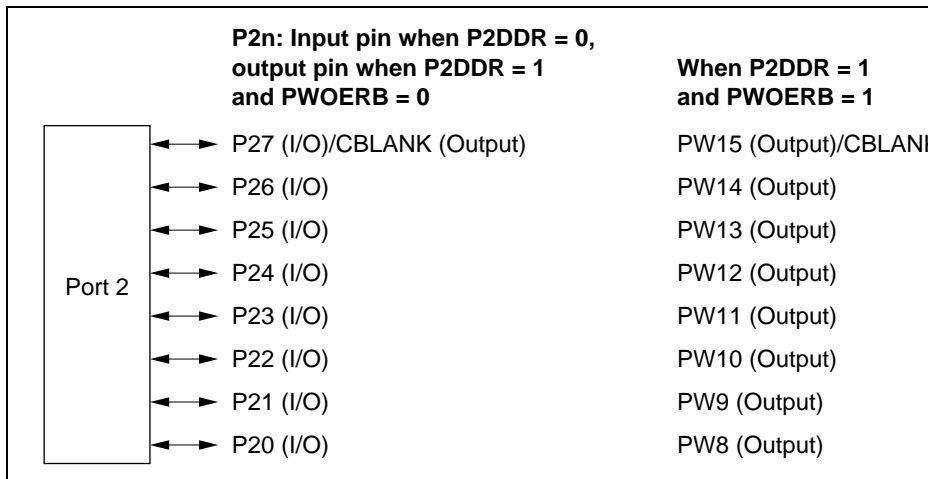 P2n: Input pin when P2DDR = 0,
output pin when P2DDR = 1
and PWOERB = 0
When P2DDR = 1
and PWOERB = 1
Port 2
P27 (I/O)/CBLANK (Output)
PW15 (Output)/CBLANK
P26 (I/O)
PW14 (Output)
P25 (I/O)
PW13 (Output)
P24 (I/O)
PW12 (Output)
P23 (I/O)
PW11 (Output)
P22 (I/O)
PW10 (Output)
P21 (I/O)
PW9 (Output)
P20 (I/O)
PW8 (Output)